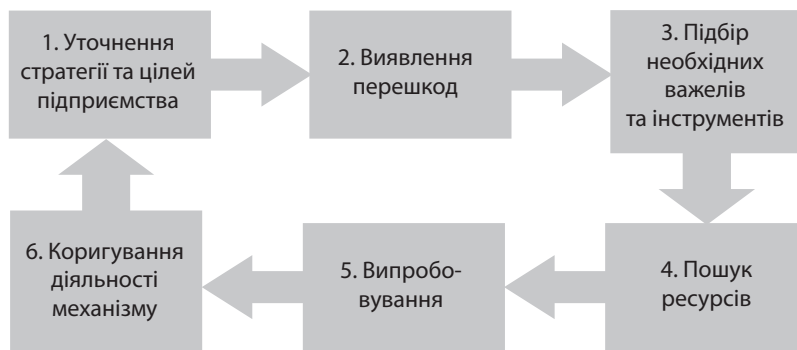 1. Уточнення
стратегії та цілей
підприємства
2. Виявлення
перешкод
3. Підбір
необхідних
важелів
та інструментів
4. Пошук
ресурсів
5. Випробо-
вування
6. Коригування
діяльності
механізму